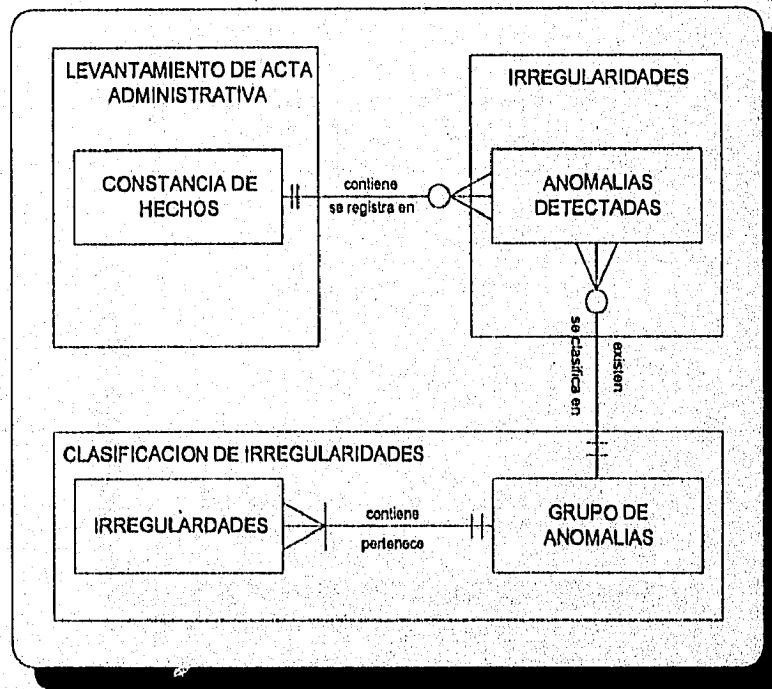 LEVANTAMIENTO DE ACTA
ADMINISTRATIVA
CONSTANCIA DE
HECHOS
contiene
se registra en
IRREGULARIDADES
ANOMALIAS
DETECTADAS
se clasifica en
existen
CLASIFICACION DE IRREGULARIDADES
IRREGULARDADES
contiene
pertenece
GRUPO DE
ANOMALIAS